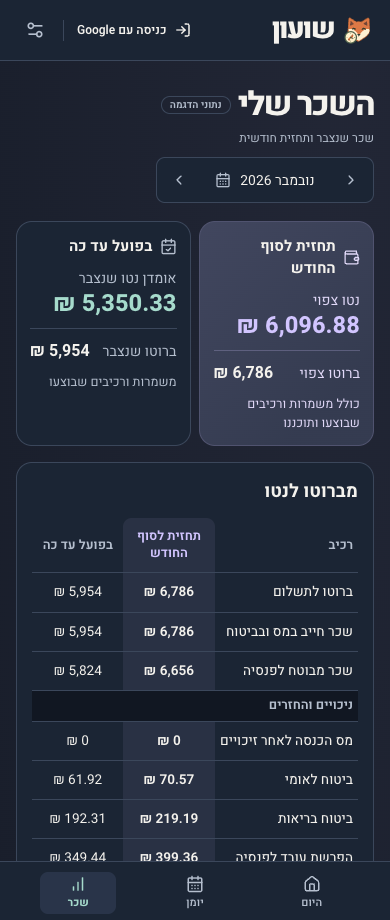 שועון
כניסה עם Google
השכר שלי
נתוני הדגמה
שכר שנצבר ותחזית חודשית
נובמבר 2026
תחזית לסוף
החודש
נטו צפוי
6,096.88 ₪
ברוטו צפוי 6,786 ₪
כולל משמרות ורכיבים
שבוצעו ותוכננו
בפועל עד כה
אומדן נטו שנצבר
5,350.33 ₪
ברוטו שנצבר 5,954 ₪
משמרות ורכיבים שבוצעו
מברוטו לנטו
רכיב תחזית לסוף החודש בפועל עד כה
ברוטו לתשלום 6,786 ₪ 5,954 ₪
שכר חייב במס ובביטוח 6,786 ₪ 5,954 ₪
שכר מבוטח לפנסיה 6,656 ₪ 5,824 ₪
ניכויים והחזרים
מס הכנסה לאחר זיכויים 0 ₪ 0 ₪
ביטוח לאומי 70.57 ₪ 61.92 ₪
ביטוח בריאות 219.19 ₪ 192.31 ₪
הפרשת עובד לפנסיה 399.36 ₪ 349.44 ₪
היום
יומן
שכר